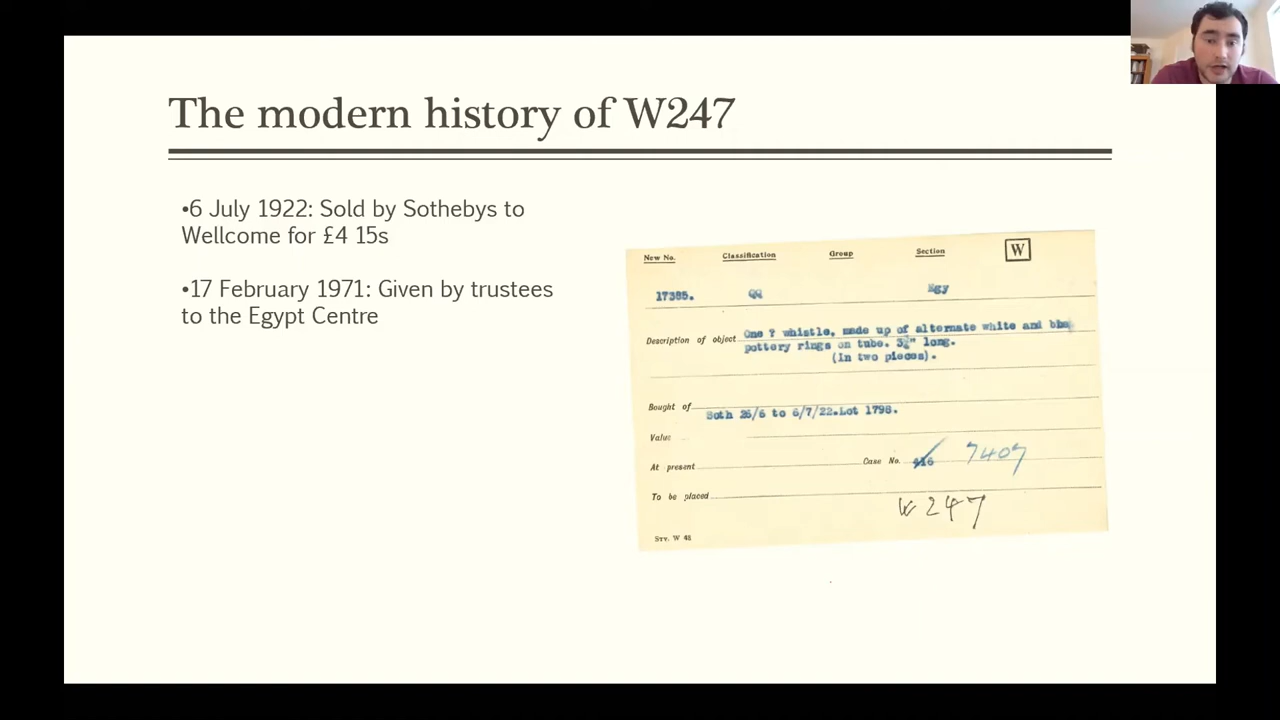 The modern history of W247
•6 July 1922: Sold by Sothebys to
Wellcome for £4 15s
•17 February 1971: Given by trustees
to the Egypt Centre
New No. Classification Group Section W
17385. QQ Egy
Description of object One ? whistle, made up of alternate white and
pottery rings on tube. long.
(In two pieces).
Bought of Soth 26/6 to 6/7/22.Lot 1798.
Value
At present Case No. 7407
To be placed
W247
STY. W